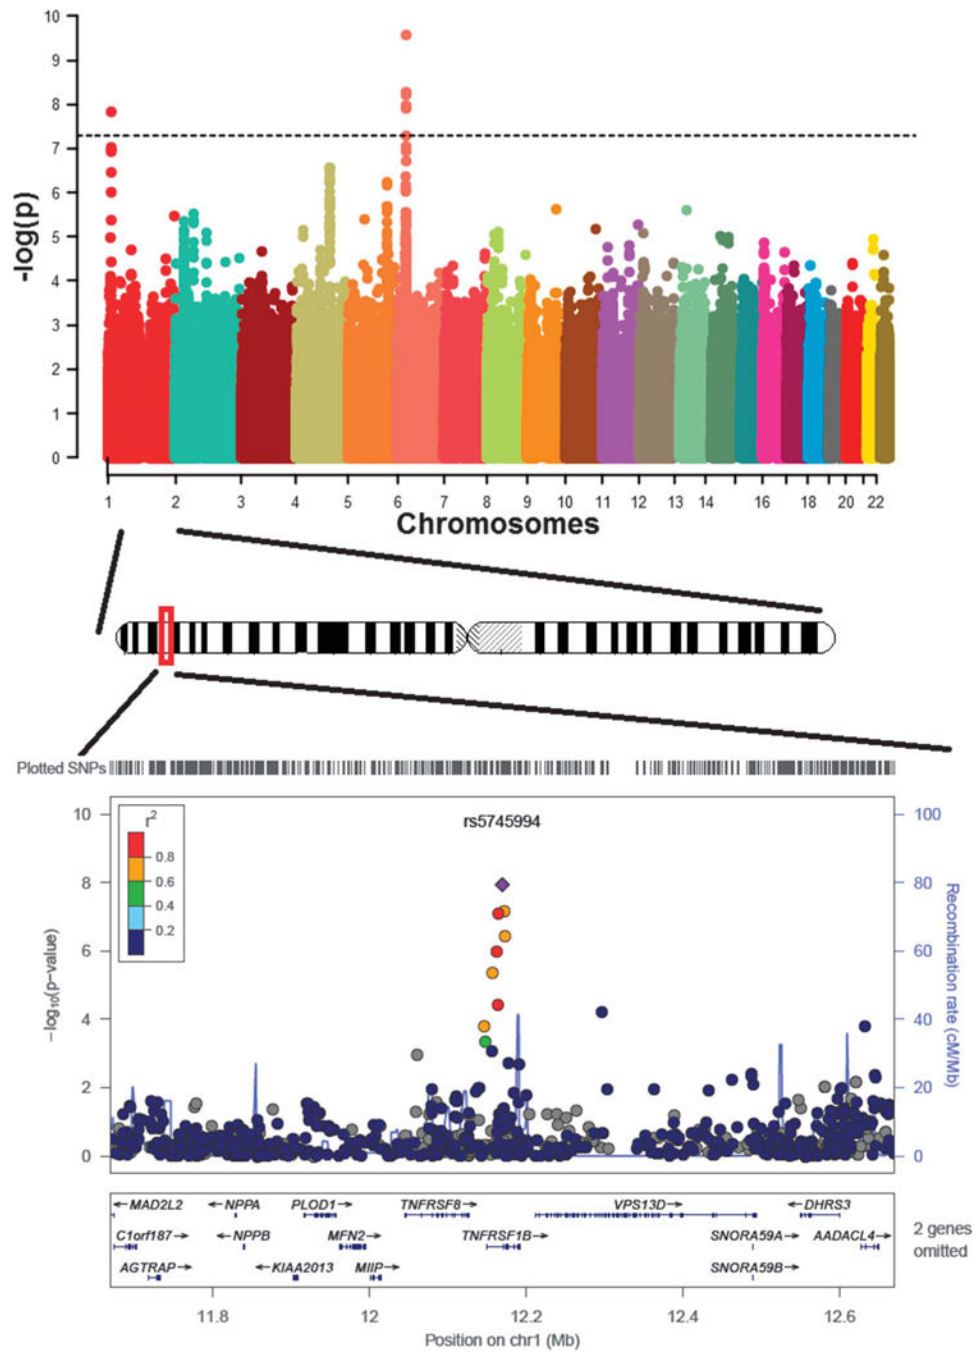 10
9
8
7
6
5
4
3
2
1
0
-log(p)
1 2 3 4 5 6 7 8 9 10 11 12 13 14 16 18 20 22
Chromosomes
Plotted SNPs
10
8
6
4
2
0
−log10(p−value)
r2
0.8
0.6
0.4
0.2
rs5745994
100
80
60
40
20
0
Recombination rate (cM/Mb)
← MAD2L2 ← NPPA PLOD1 → TNFRSF8 → VPS13D → ← DHRS3
C1orf187 → ← NPPB MFN2 → TNFRSF1B → SNORA59A → AADACL4 →
AGTRAP → ← KIAA2013 MIIP → SNORA59B →
2 genes
omitted
11.8 12 12.2 12.4 12.6
Position on chr1 (Mb)